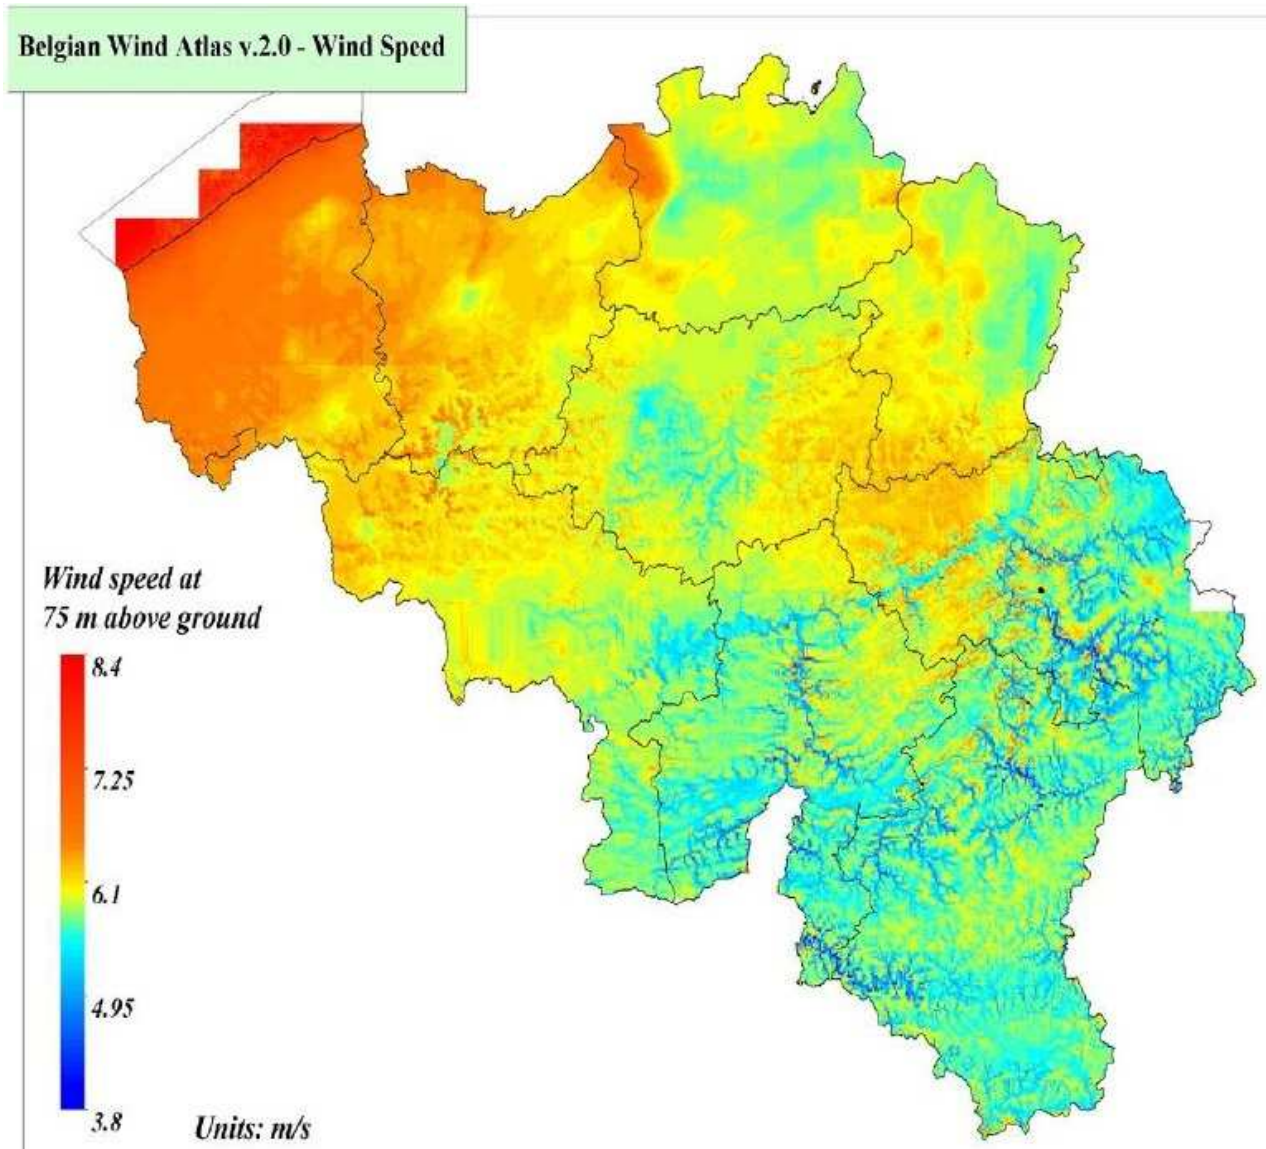 Belgian Wind Atlas v.2.0 - Wind Speed
Wind speed at
75 m above ground
8.4
7.25
6.1
4.95
3.8
Units: m/s